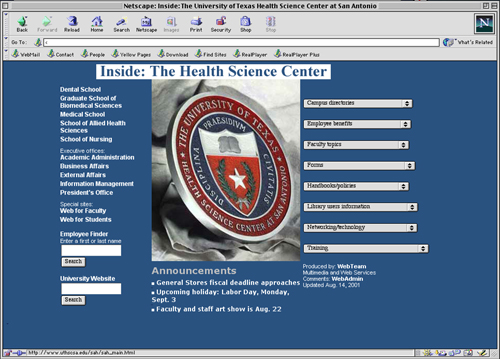 Netscape: Inside: The University of Texas Health Science Center at San Antonio
Back Forward Reload Home Search Netscape Images Print Security Shop Stop
Go To:
What's Related
WebMail Contact People Yellow Pages Download Find Sites RealPlayer RealPlayer Plus
Inside: The Health Science Center
Dental School
Graduate School of
Biomedical Sciences
Medical School
School of Allied Health
Sciences
School of Nursing
Executive offices:
Academic Administration
Business Affairs
External Affairs
Information Management
President's Office
Special sites:
Web for Faculty
Web for Students
Employee Finder
Enter a first or last name:
Search
University Website
Search
THE UNIVERSITY OF TEXAS
HEALTH SCIENCE CENTER AT SAN ANTONIO
DISCIPLINA PRAESIDIUM CIVITATIS
Announcements
General Stores fiscal deadline approaches
Upcoming holiday: Labor Day, Monday,
Sept. 3
Faculty and staff art show is Aug. 22
Campus directories
Employee benefits
Faculty topics
Forms
Handbooks/policies
Library users information
Networking/technology
Training
Produced by: WebTeam
Multimedia and Web Services
Comments: WebAdmin
Updated Aug. 14, 2001